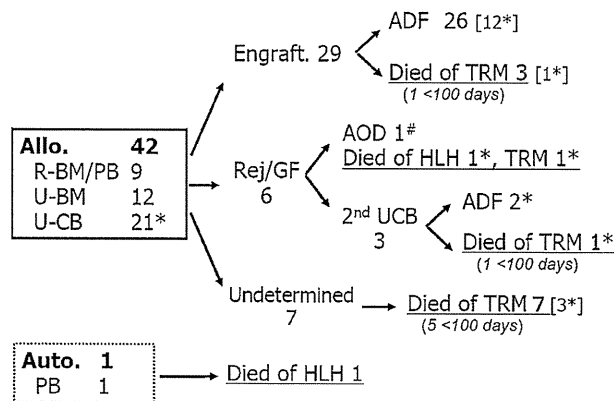 ADF 26 [12*]
Engraft. 29
Died of TRM 3 [1*]
(1 <100 days)
Allo. 42
R-BM/PB 9
U-BM 12
U-CB 21*
Rej/GF
6
AOD 1#
Died of HLH 1*, TRM 1*
2nd UCB
3
ADF 2*
Died of TRM 1*
(1 <100 days)
Undetermined
7
Died of TRM 7 [3*]
(5 <100 days)
Auto. 1
PB 1
Died of HLH 1